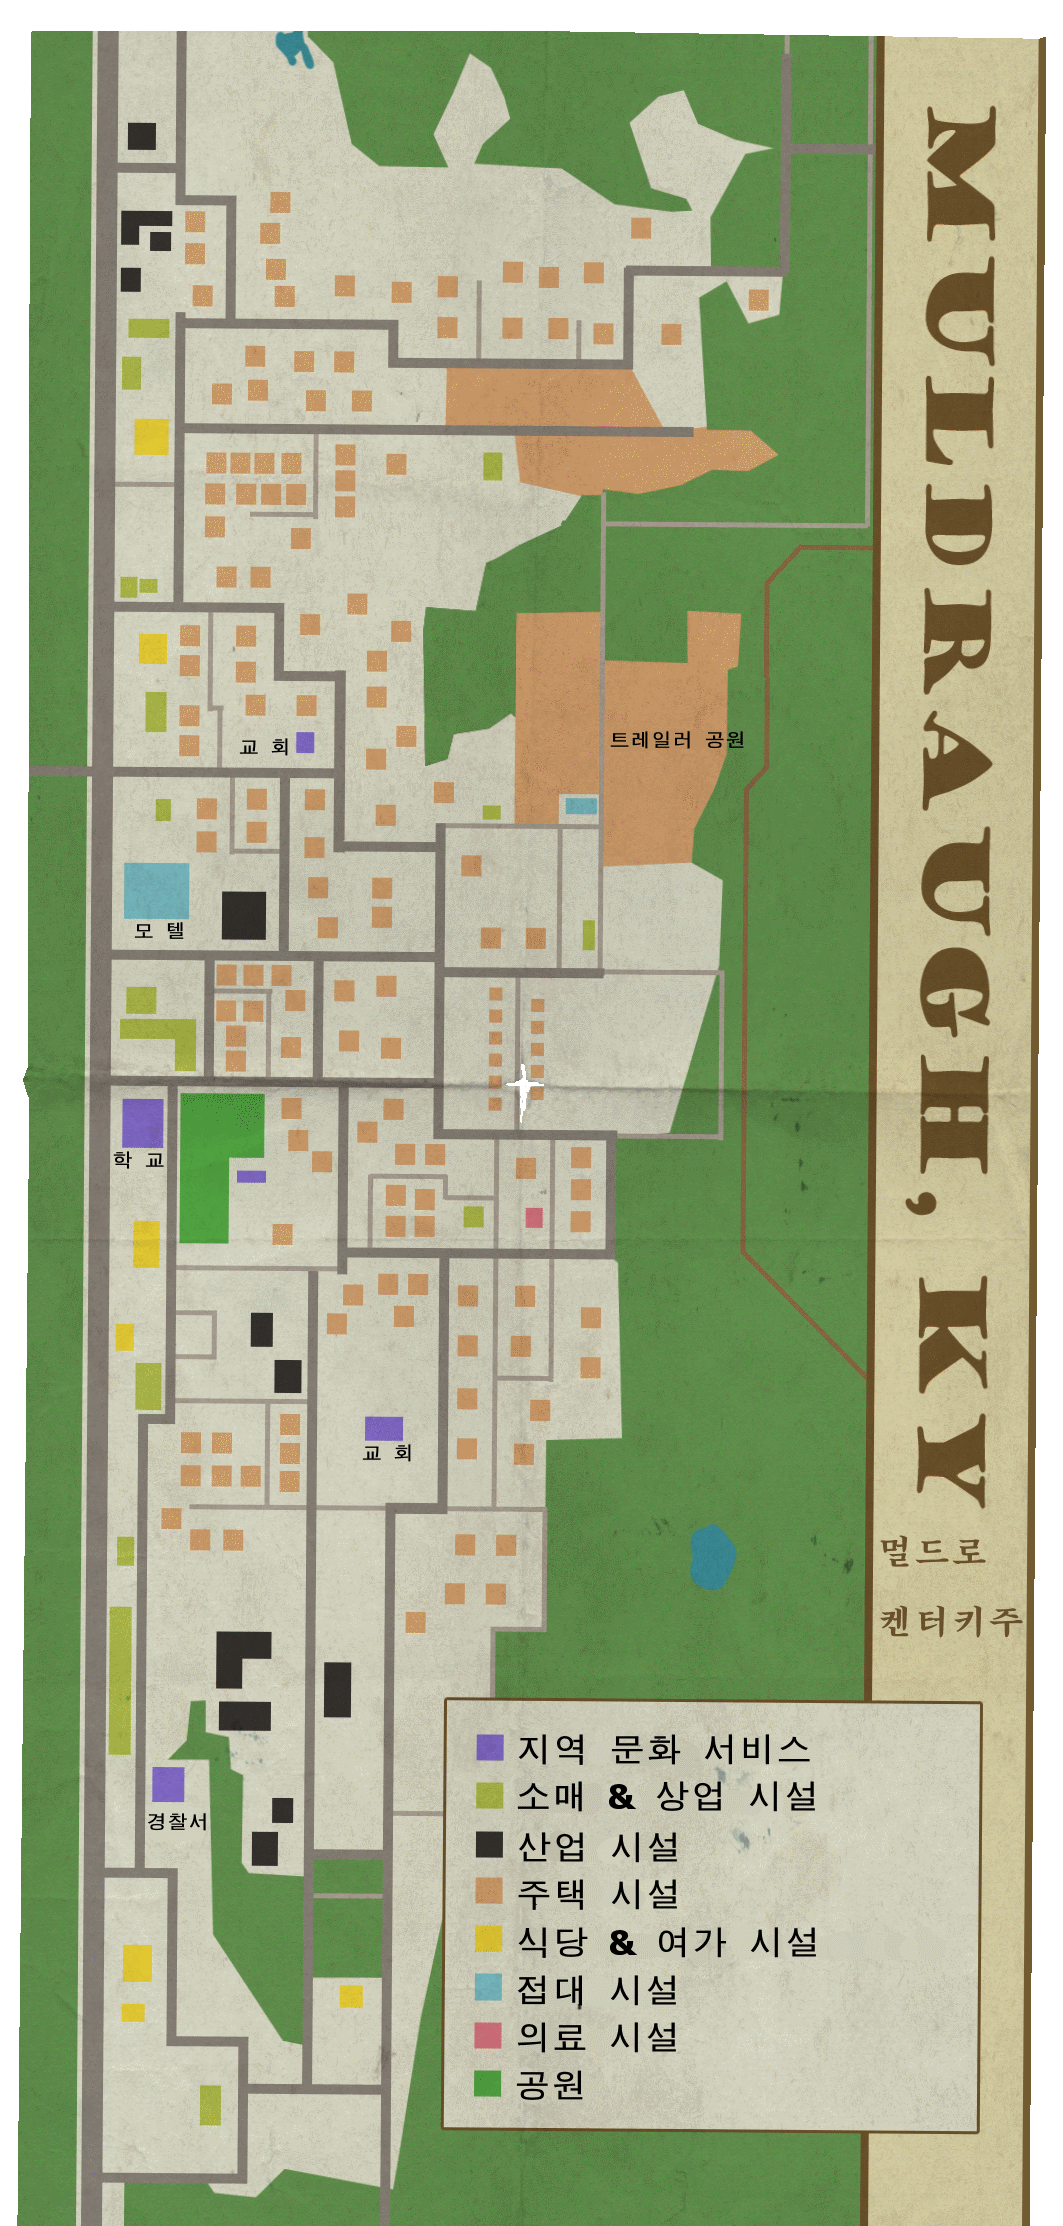 MULDRAUGH, KY
멀드로
켄터키주
교 회
트레일러 공원
모 텔
학 교
교 회
경찰서
지역 문화 서비스
소매 & 상업 시설
산업 시설
주택 시설
식당 & 여가 시설
접대 시설
의료 시설
공원